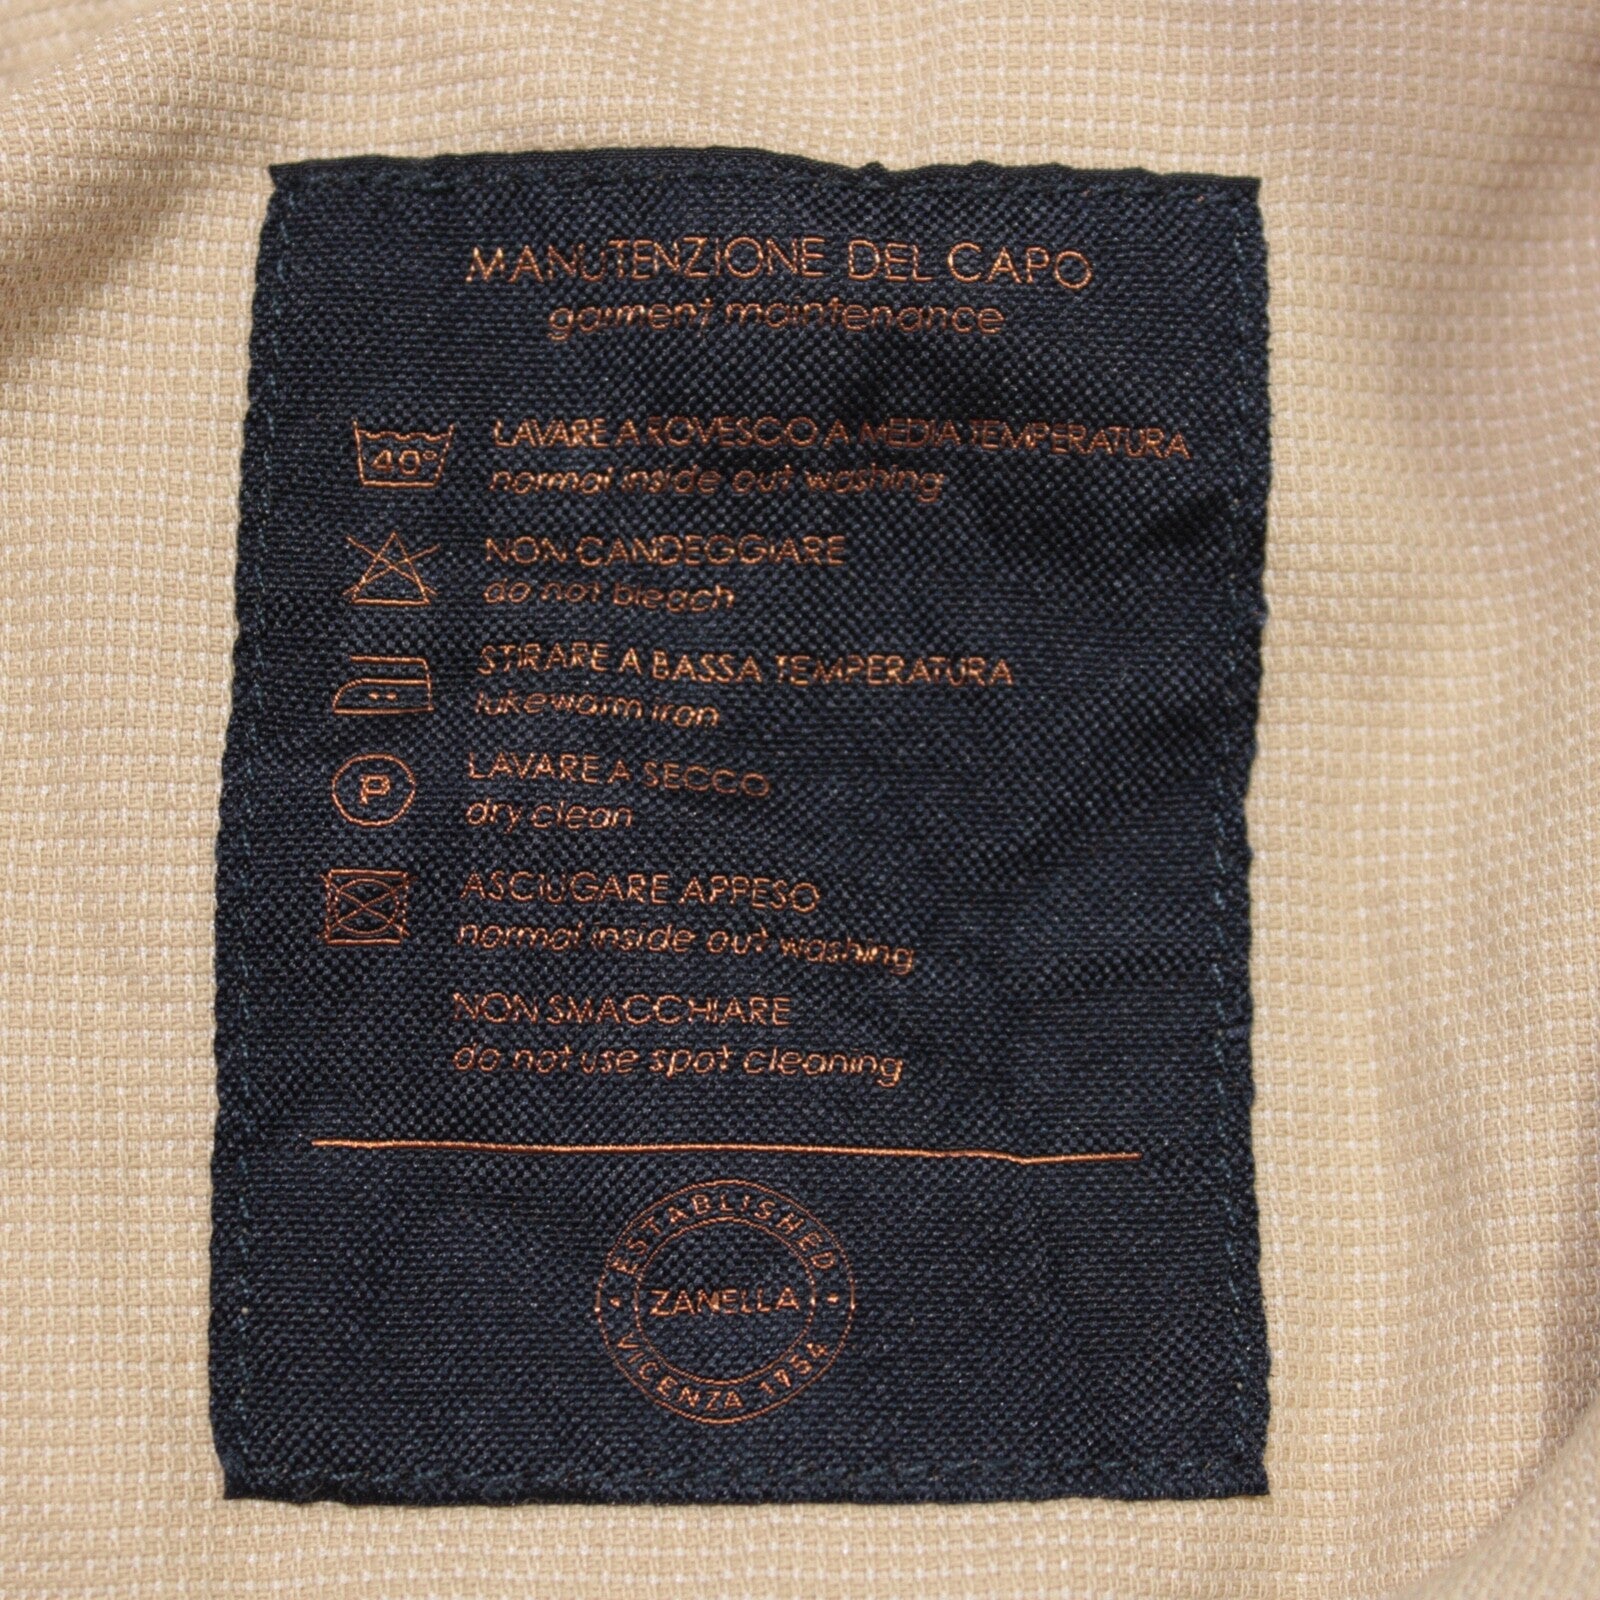 MANUTENZIONE DEL CAPO
garment maintenance
40°
LAVARE A ROVESCO A MEDIA TEMPERATURA
normal inside out washing
NON CANDEGGIARE
do not bleach
STIRARE A BASSA TEMPERATURA
lukewarm iron
P
LAVARE A SECCO
dry clean
ASCIUGARE APPESO
normal inside out washing
NON SMACCHIARE
do not use spot cleaning
ESTABLISHED
ZANELLA
VICENZA 1754